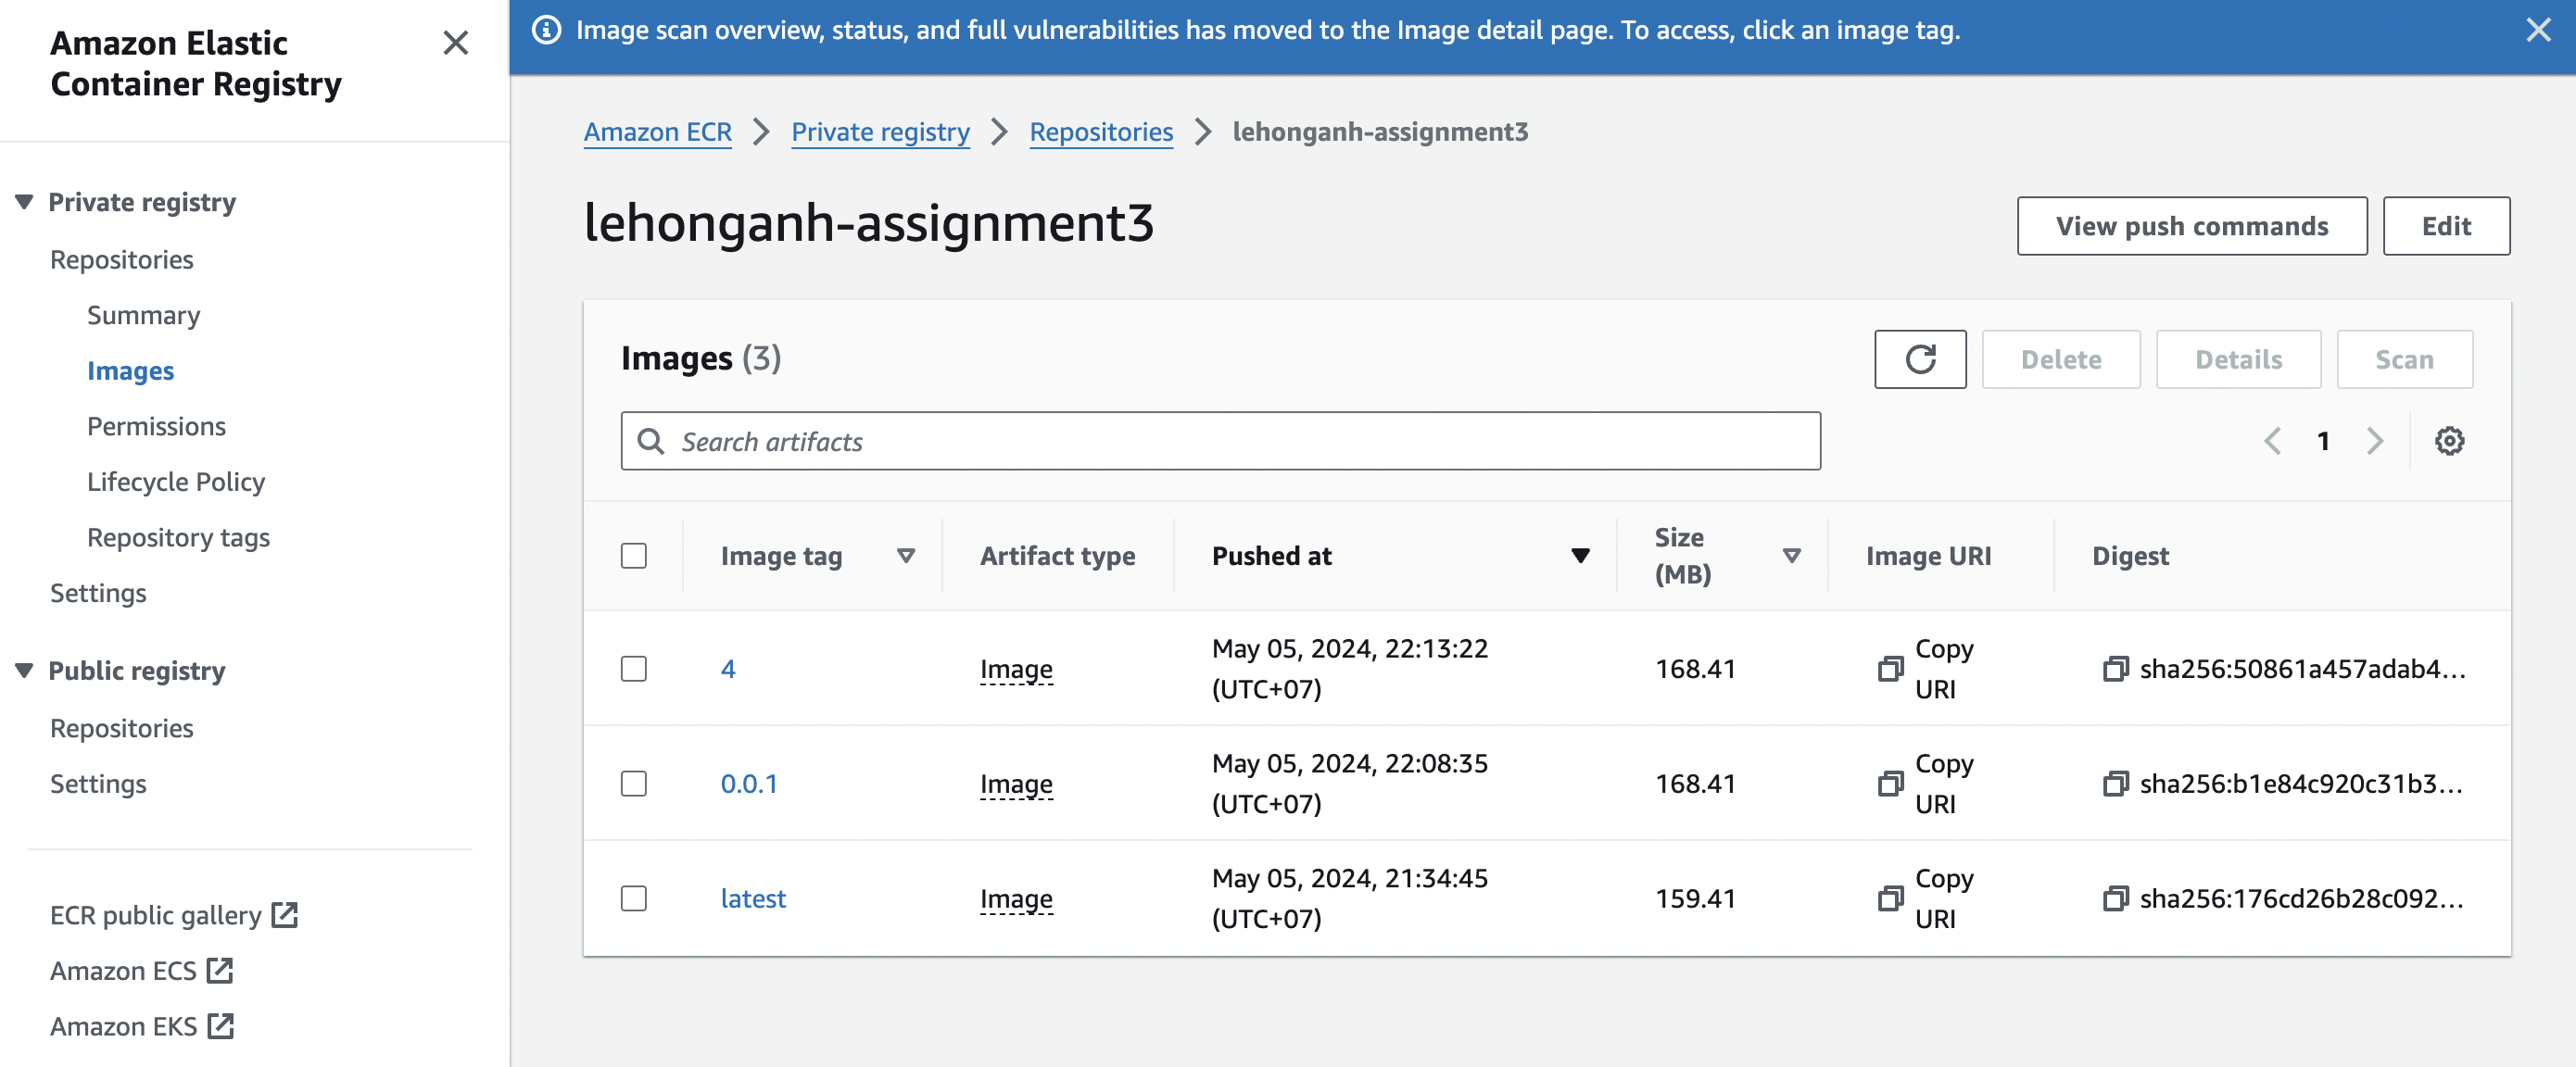 Amazon Elastic
Container Registry
Private registry
Repositories
Summary
Images
Permissions
Lifecycle Policy
Repository tags
Settings
Public registry
Repositories
Settings
ECR public gallery
Amazon ECS
Amazon EKS
Image scan overview, status, and full vulnerabilities has moved to the Image detail page. To access, click an image tag.
Amazon ECR > Private registry > Repositories > lehonganh-assignment3
lehonganh-assignment3
View push commands
Edit
Images (3)
Delete
Details
Scan
Search artifacts
1
Image tag
Artifact type
Pushed at
Size
(MB)
Image URI
Digest
4
Image
May 05, 2024, 22:13:22
(UTC+07)
168.41
Copy
URI
sha256:50861a457adab4...
0.0.1
Image
May 05, 2024, 22:08:35
(UTC+07)
168.41
Copy
URI
sha256:b1e84c920c31b3...
latest
Image
May 05, 2024, 21:34:45
(UTC+07)
159.41
Copy
URI
sha256:176cd26b28c092...